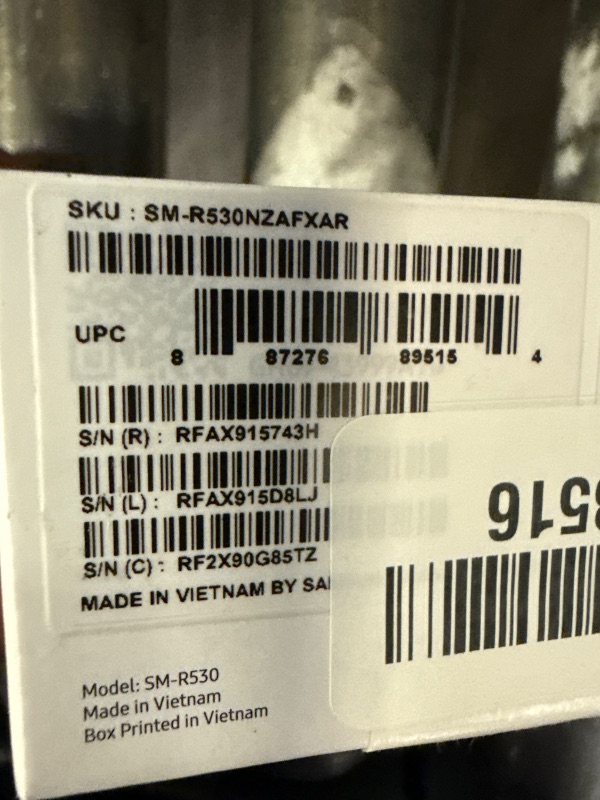 SKU : SM-R530NZAFXAR
UPC
8 87276 89515 4
S/N (R) : RFAX915743H
S/N (L) : RFAX915D8LJ
S/N (C) : RF2X90G85TZ
MADE IN VIETNAM BY SA
8516
Model: SM-R530
Made in Vietnam
Box Printed in Vietnam